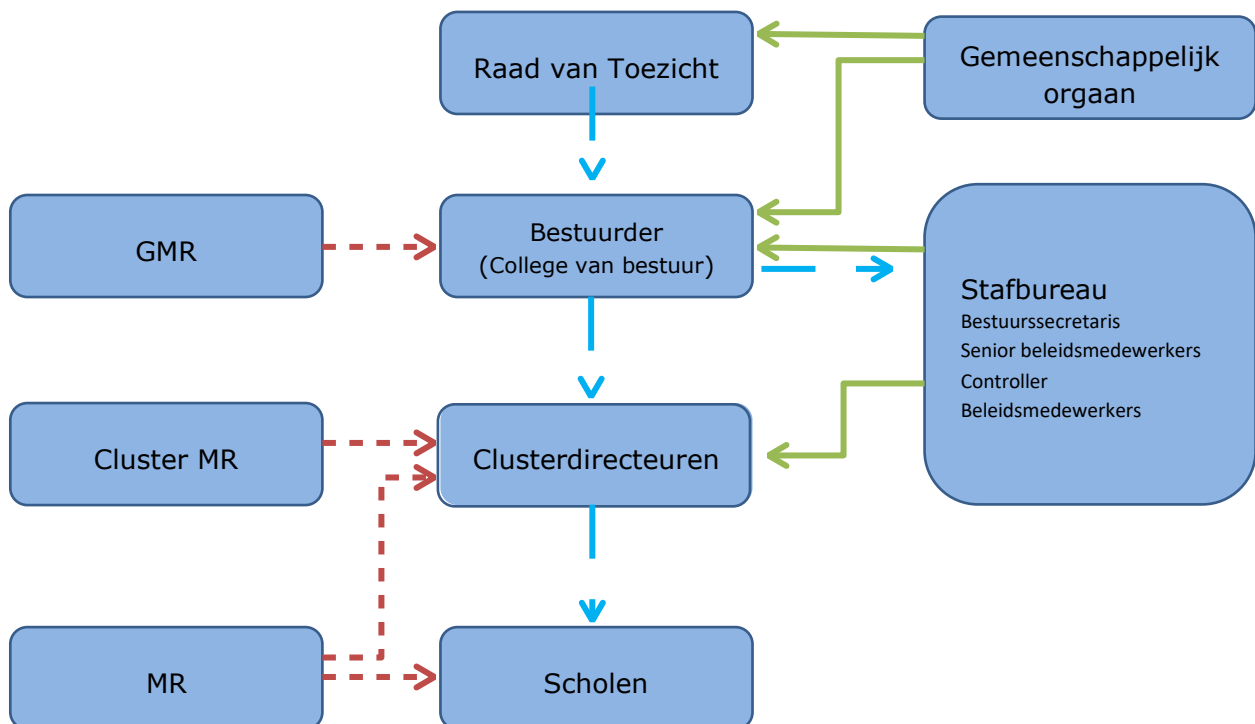 Raad van Toezicht
Gemeenschappelijk
orgaan
GMR
Bestuurder
(College van bestuur)
Stafbureau
Bestuurssecretaris
Senior beleidsmedewerkers
Controller
Beleidsmedewerkers
Cluster MR
Clusterdirecteuren
MR
Scholen